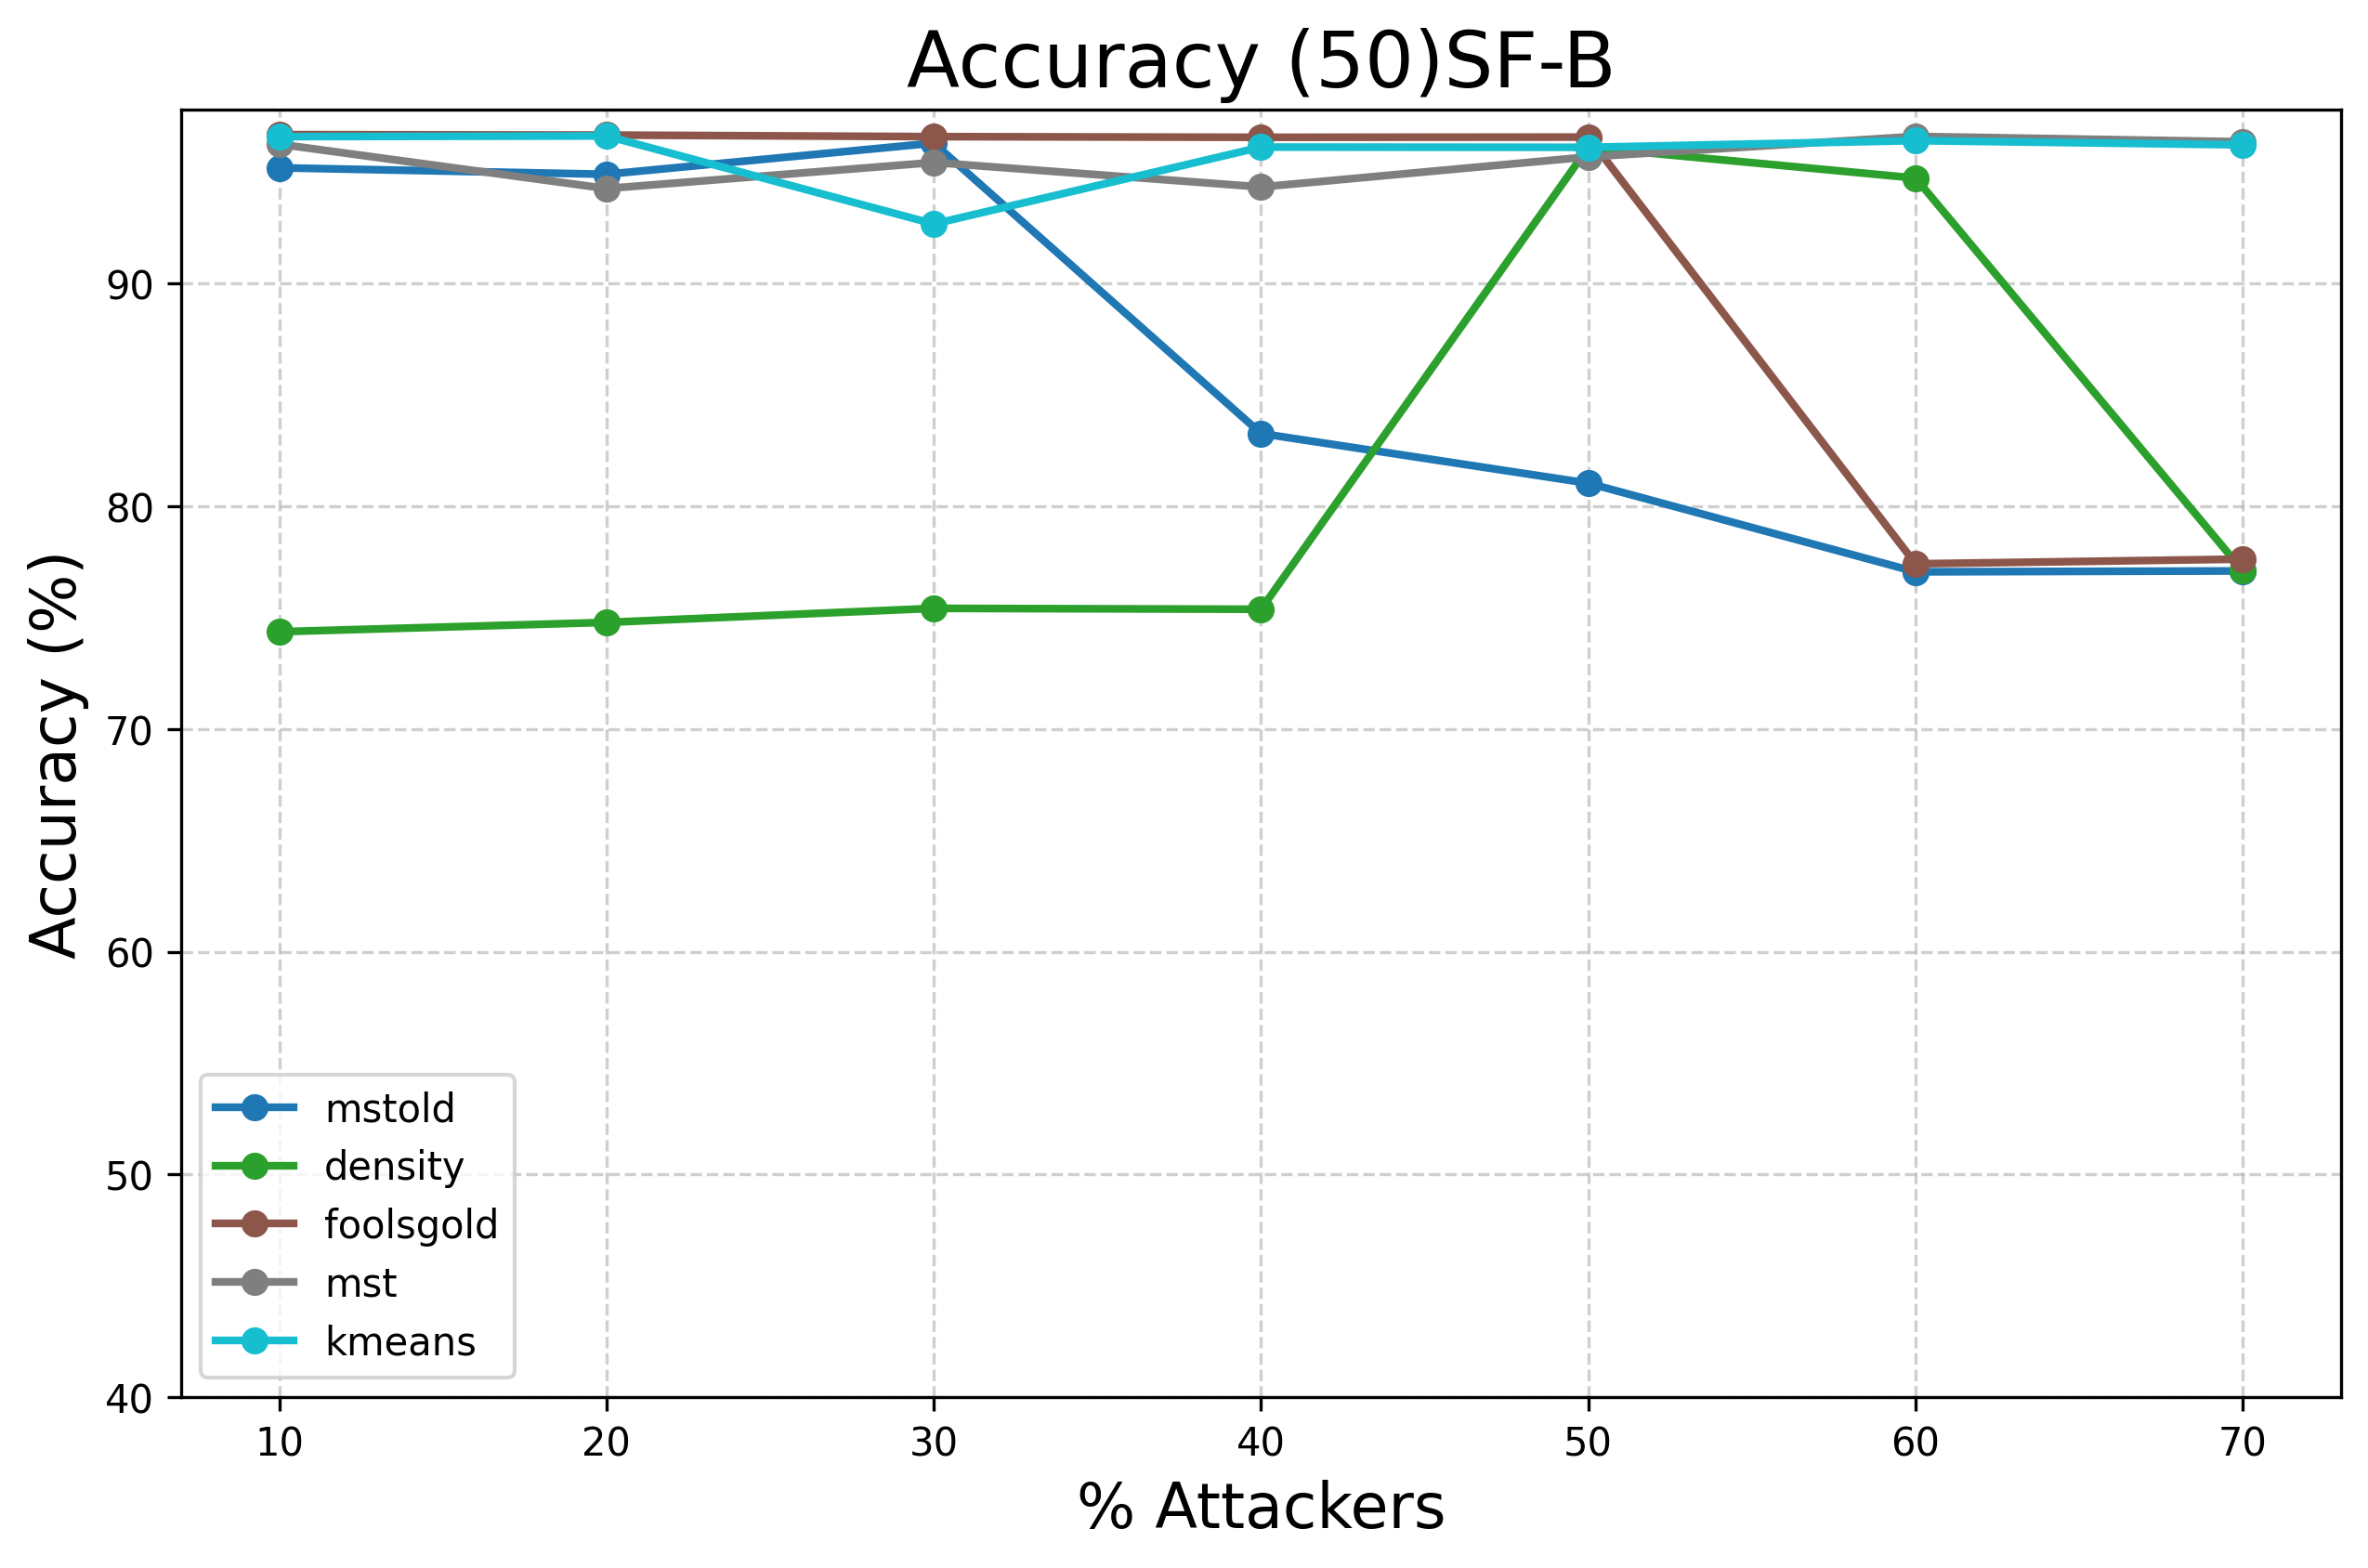 Accuracy (50)SF-B
Accuracy (%)
90
80
70
60
50
40
mstold
density
foolsgold
mst
kmeans
10 20 30 40 50 60 70
% Attackers